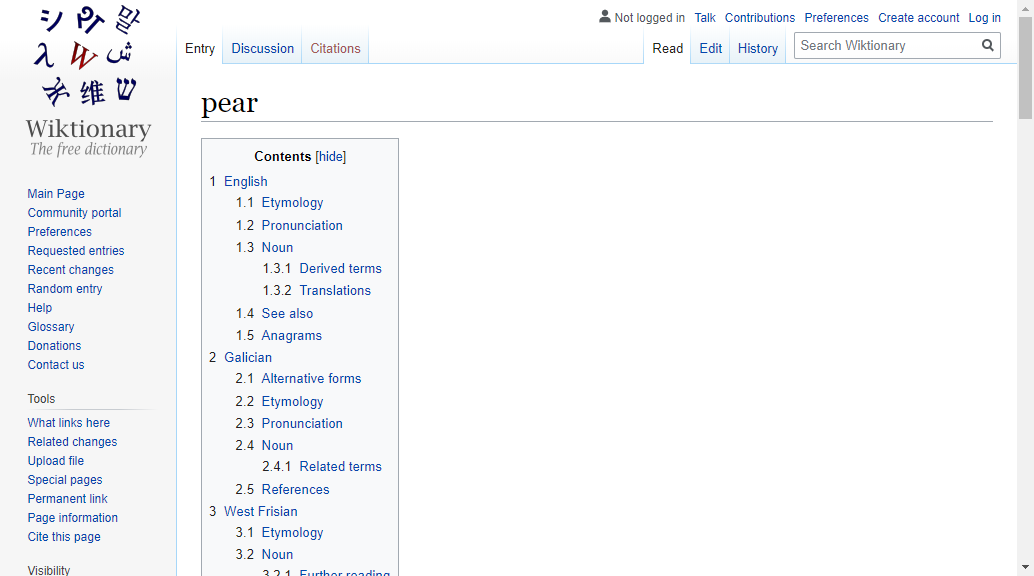 Not logged in Talk Contributions Preferences Create account Log in
Entry Discussion Citations Read Edit History Search Wiktionary
シ دی 말
λ W ش
维 ש
Wiktionary
The free dictionary
Main Page
Community portal
Preferences
Requested entries
Recent changes
Random entry
Help
Glossary
Donations
Contact us
Tools
What links here
Related changes
Upload file
Special pages
Permanent link
Page information
Cite this page
Visibility
pear
Contents [hide]
1 English
1.1 Etymology
1.2 Pronunciation
1.3 Noun
1.3.1 Derived terms
1.3.2 Translations
1.4 See also
1.5 Anagrams
2 Galician
2.1 Alternative forms
2.2 Etymology
2.3 Pronunciation
2.4 Noun
2.4.1 Related terms
2.5 References
3 West Frisian
3.1 Etymology
3.2 Noun
3.2.1 Further reading